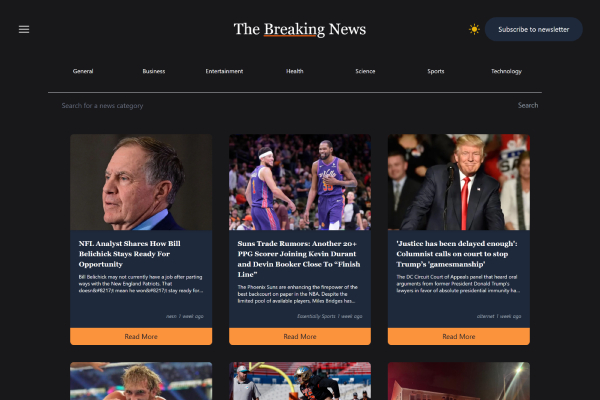 The Breaking News
Subscribe to newsletter
General Business Entertainment Health Science Sports Technology
Search for a news category Search
NFL Analyst Shares How Bill
Belichick Stays Ready For
Opportunity
Bill Belichick may not currently have a job after parting
ways with the New England Patriots. That
doesn&#8217;t mean he won&#8217;t stay ready for...
1 week ago
Read More
Suns Trade Rumors: Another 20+
PPG Scorer Joining Kevin Durant
and Devin Booker Close To “Finish
Line”
The Phoenix Suns are enhancing the firepower of the
best backcourt on paper in the NBA. Despite the
limited pool of available players, Miles Bridges has...
Essentially Sports 1 week ago
Read More
'Justice has been delayed enough':
Columnist calls on court to stop
Trump's 'gamesmanship'
The DC Circuit Court of Appeals panel that heard oral
arguments from former President Donald Trump's
lawyers in favor of absolute presidential immunity ha...
alternet 1 week ago
Read More